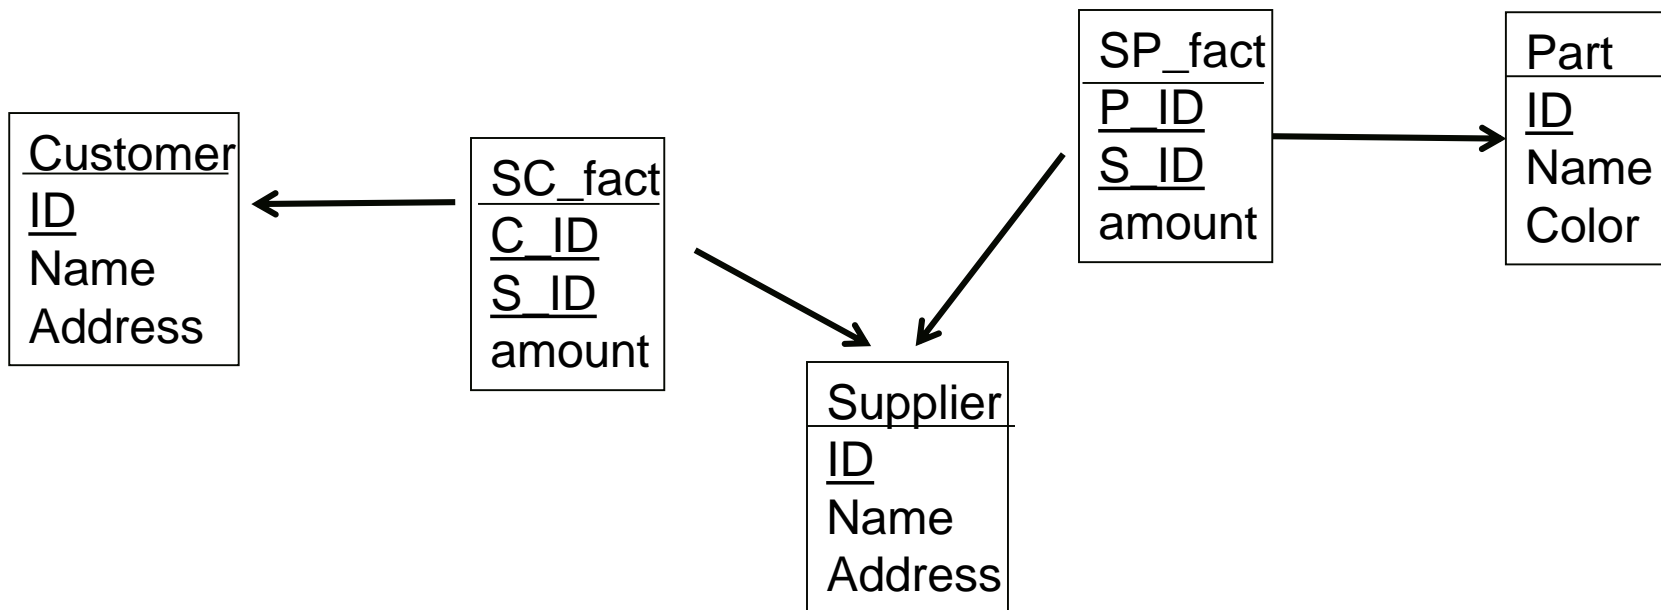 Customer
ID
Name
Address
SC_fact
C_ID
S_ID
amount
Supplier
ID
Name
Address
SP_fact
P_ID
S_ID
amount
Part
ID
Name
Color